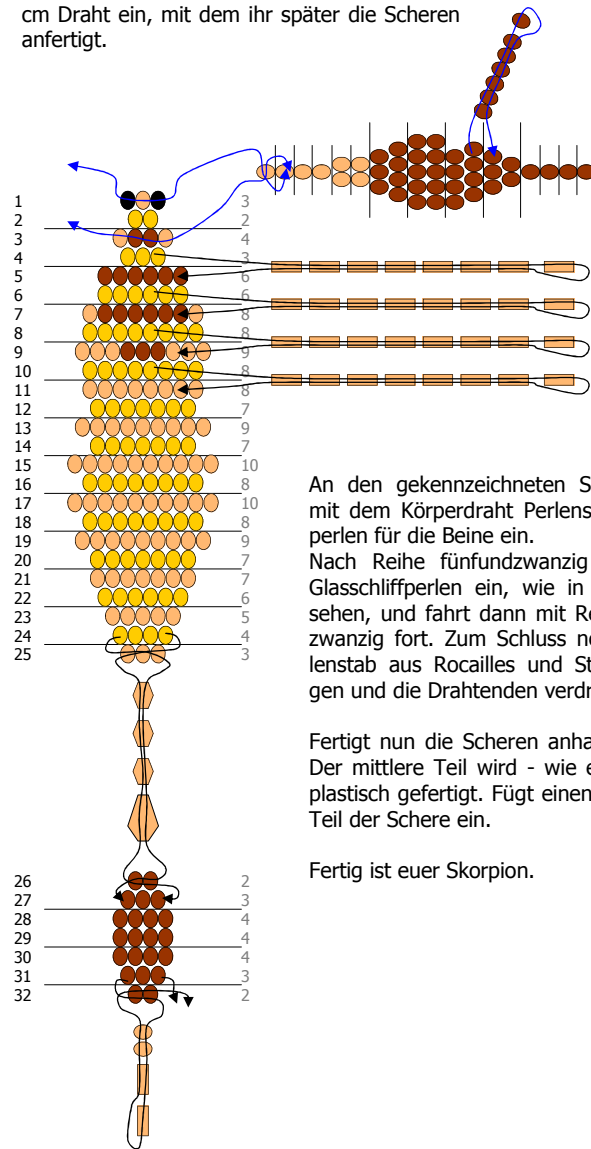 cm Draht ein, mit dem ihr später die Scheren
anfertigt.
1 3
2 2
3 4
4 3
5 6
6 6
7 8
8 8
9 9
10 8
11 8
12 7
13 9
14 7
15 10
16 8
17 10
18 8
19 9
20 7
21 7
22 6
23 5
24 4
25 3
26 2
27 3
28 4
29 4
30 4
31 3
32 2
An den gekennzeichneten S
mit dem Körperdraht Perlens
perlen für die Beine ein.
Nach Reihe fünfundzwanzig
Glasschliffperlen ein, wie in
sehen, und fahrt dann mit Re
zwanzig fort. Zum Schluss ne
lenstab aus Rocailles und St
gen und die Drahtenden verdr
Fertigt nun die Scheren anha
Der mittlere Teil wird - wie e
plastisch gefertigt. Fügt einen
Teil der Schere ein.
Fertig ist euer Skorpion.